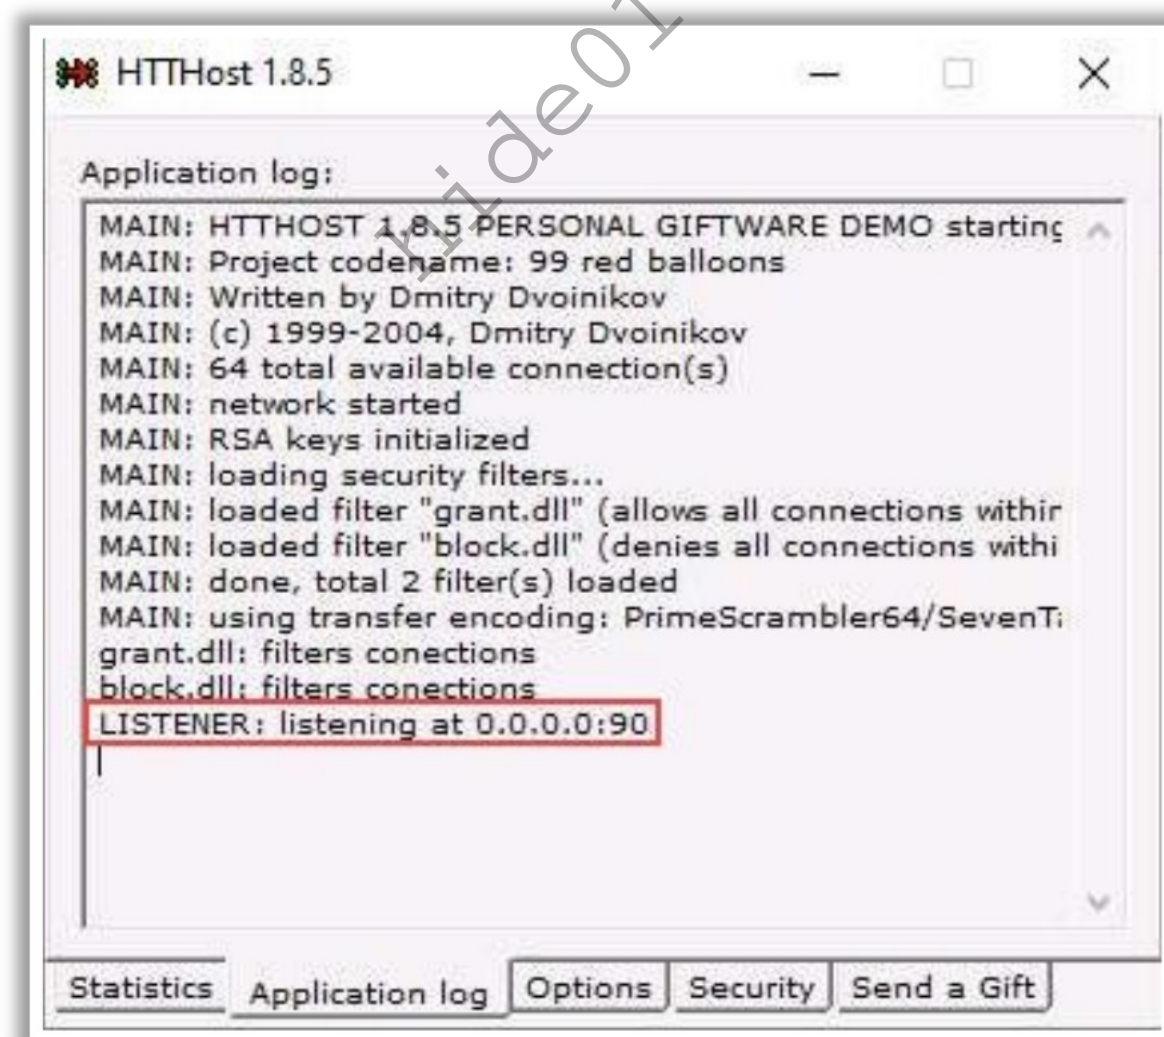 HTTHost 1.8.5
Application log:
MAIN: HTTHOST 1.8.5 PERSONAL GIFTWARE DEMO starting
MAIN: Project codename: 99 red balloons
MAIN: Written by Dmitry Dvoinikov
MAIN: (c) 1999-2004, Dmitry Dvoinikov
MAIN: 64 total available connection(s)
MAIN: network started
MAIN: RSA keys initialized
MAIN: loading security filters...
MAIN: loaded filter "grant.dll" (allows all connections within
MAIN: loaded filter "block.dll" (denies all connections withi
MAIN: done, total 2 filter(s) loaded
MAIN: using transfer encoding: PrimeScrambler64/SevenT
grant.dll: filters conections
block.dll: filters conections
LISTENER: listening at 0.0.0.0:90
Statistics Application log Options Security Send a Gift
hide01